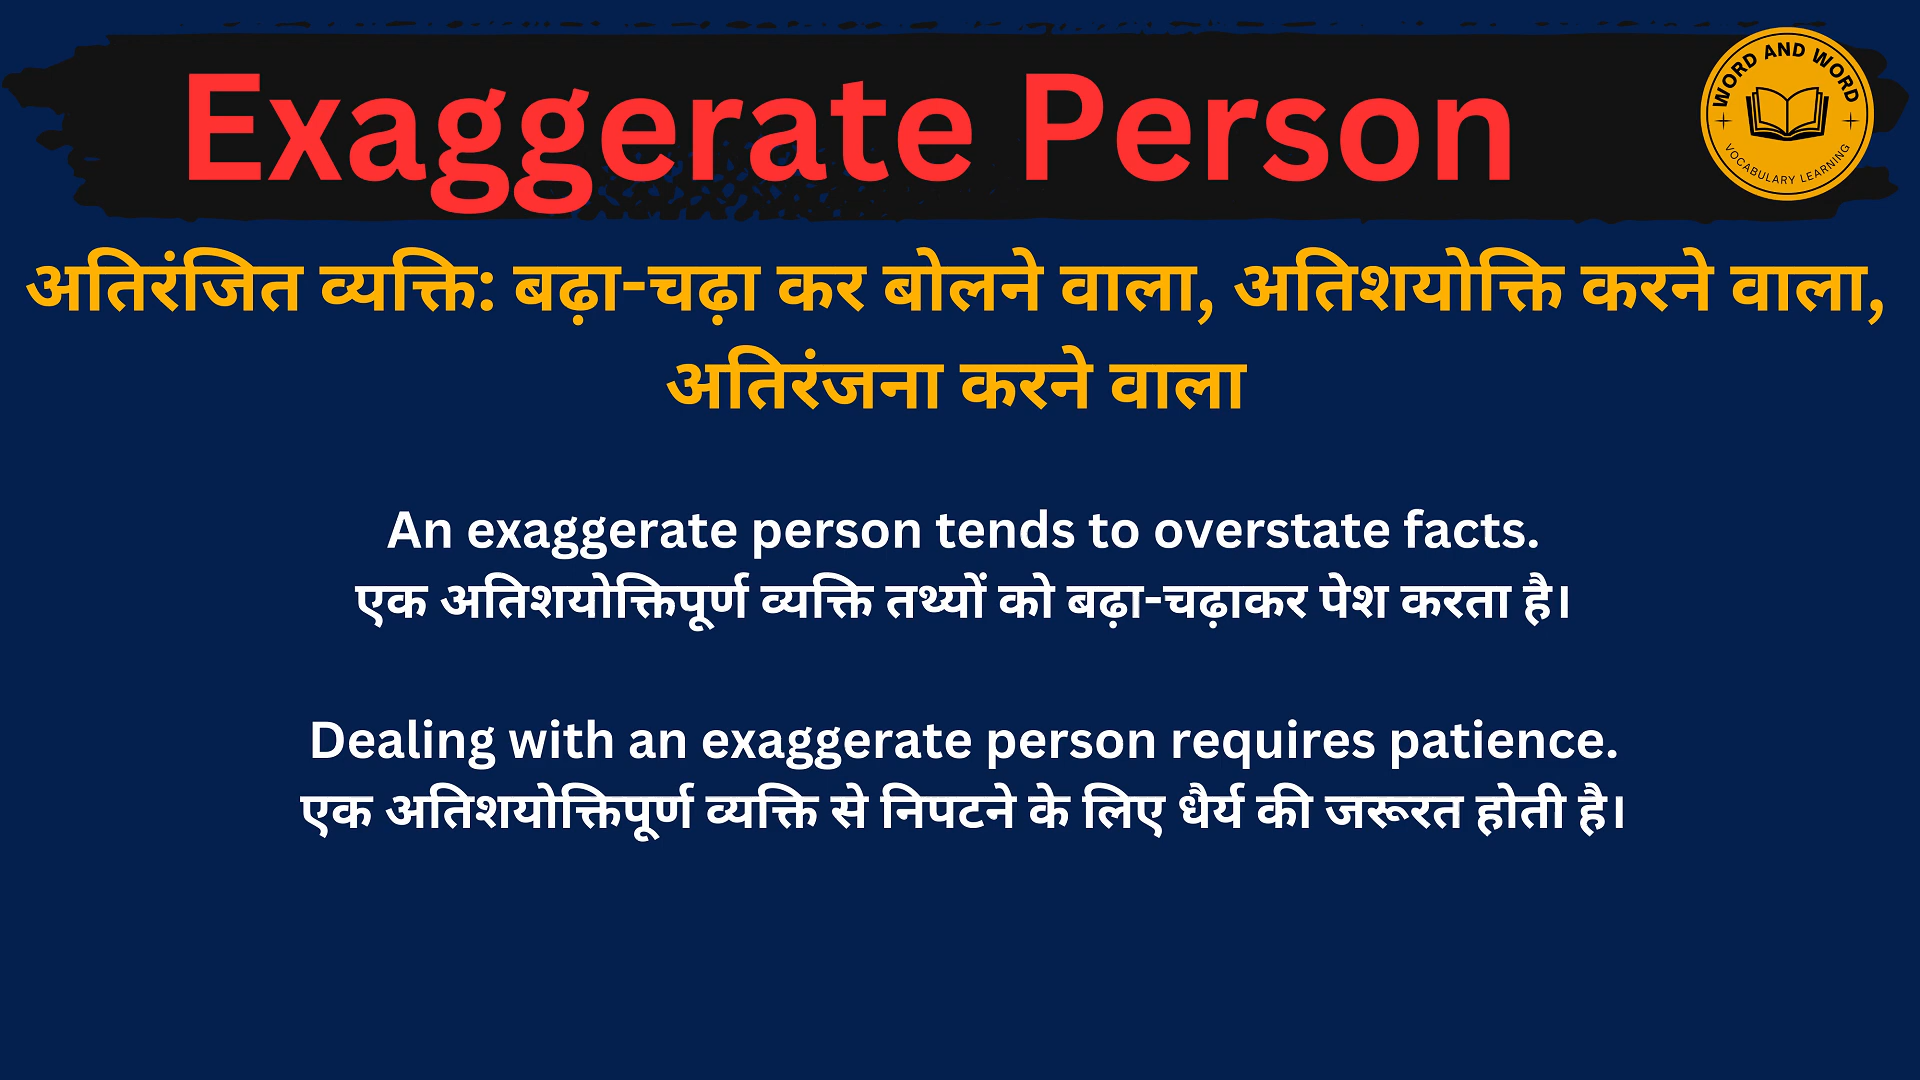 Exaggerate Person
WORD AND WORD
VOCABULARY LEARNING
अतिरंजित व्यक्ति: बढ़ा-चढ़ा कर बोलने वाला, अतिशयोक्ति करने वाला,
अतिरंजना करने वाला
An exaggerate person tends to overstate facts.
एक अतिशयोक्तिपूर्ण व्यक्ति तथ्यों को बढ़ा-चढ़ाकर पेश करता है।
Dealing with an exaggerate person requires patience.
एक अतिशयोक्तिपूर्ण व्यक्ति से निपटने के लिए धैर्य की जरूरत होती है।